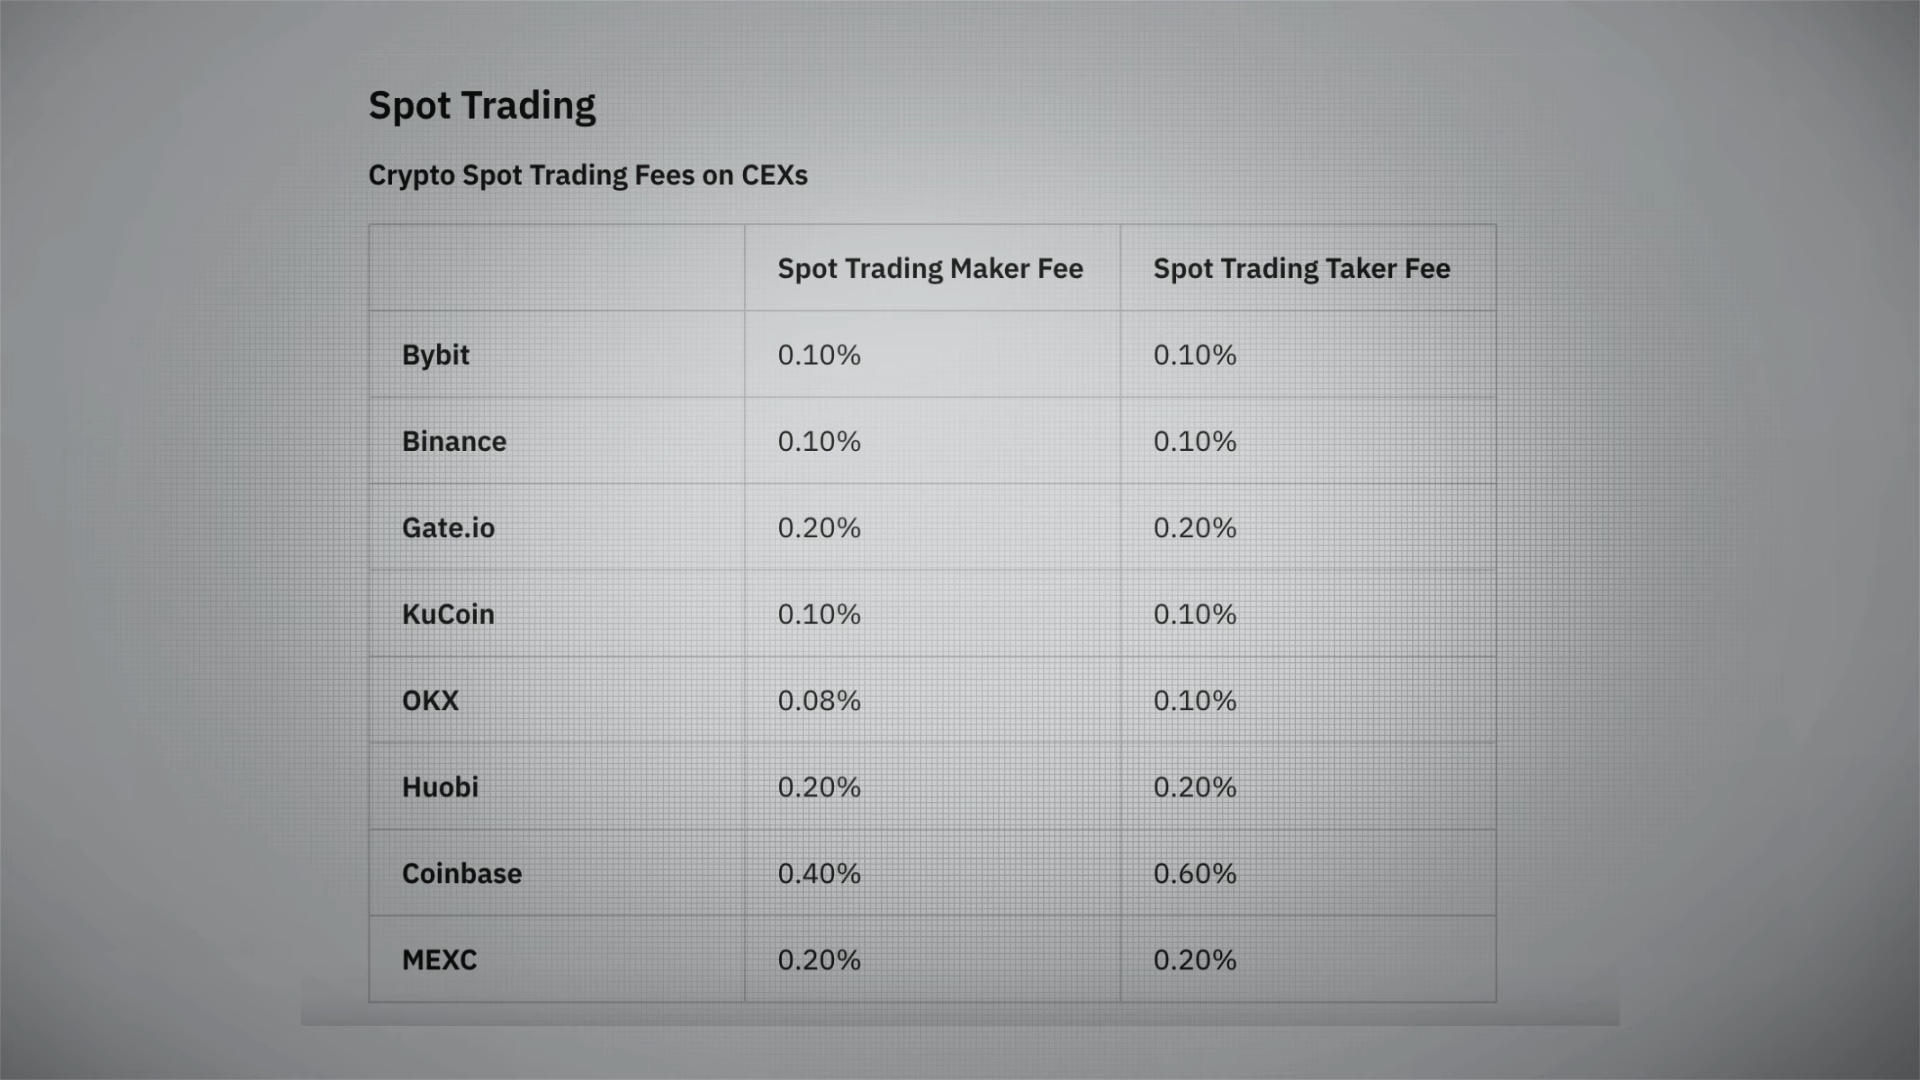 Spot Trading
Crypto Spot Trading Fees on CEXs
Spot Trading Maker Fee Spot Trading Taker Fee
Bybit 0.10% 0.10%
Binance 0.10% 0.10%
Gate.io 0.20% 0.20%
KuCoin 0.10% 0.10%
OKX 0.08% 0.10%
Huobi 0.20% 0.20%
Coinbase 0.40% 0.60%
MEXC 0.20% 0.20%